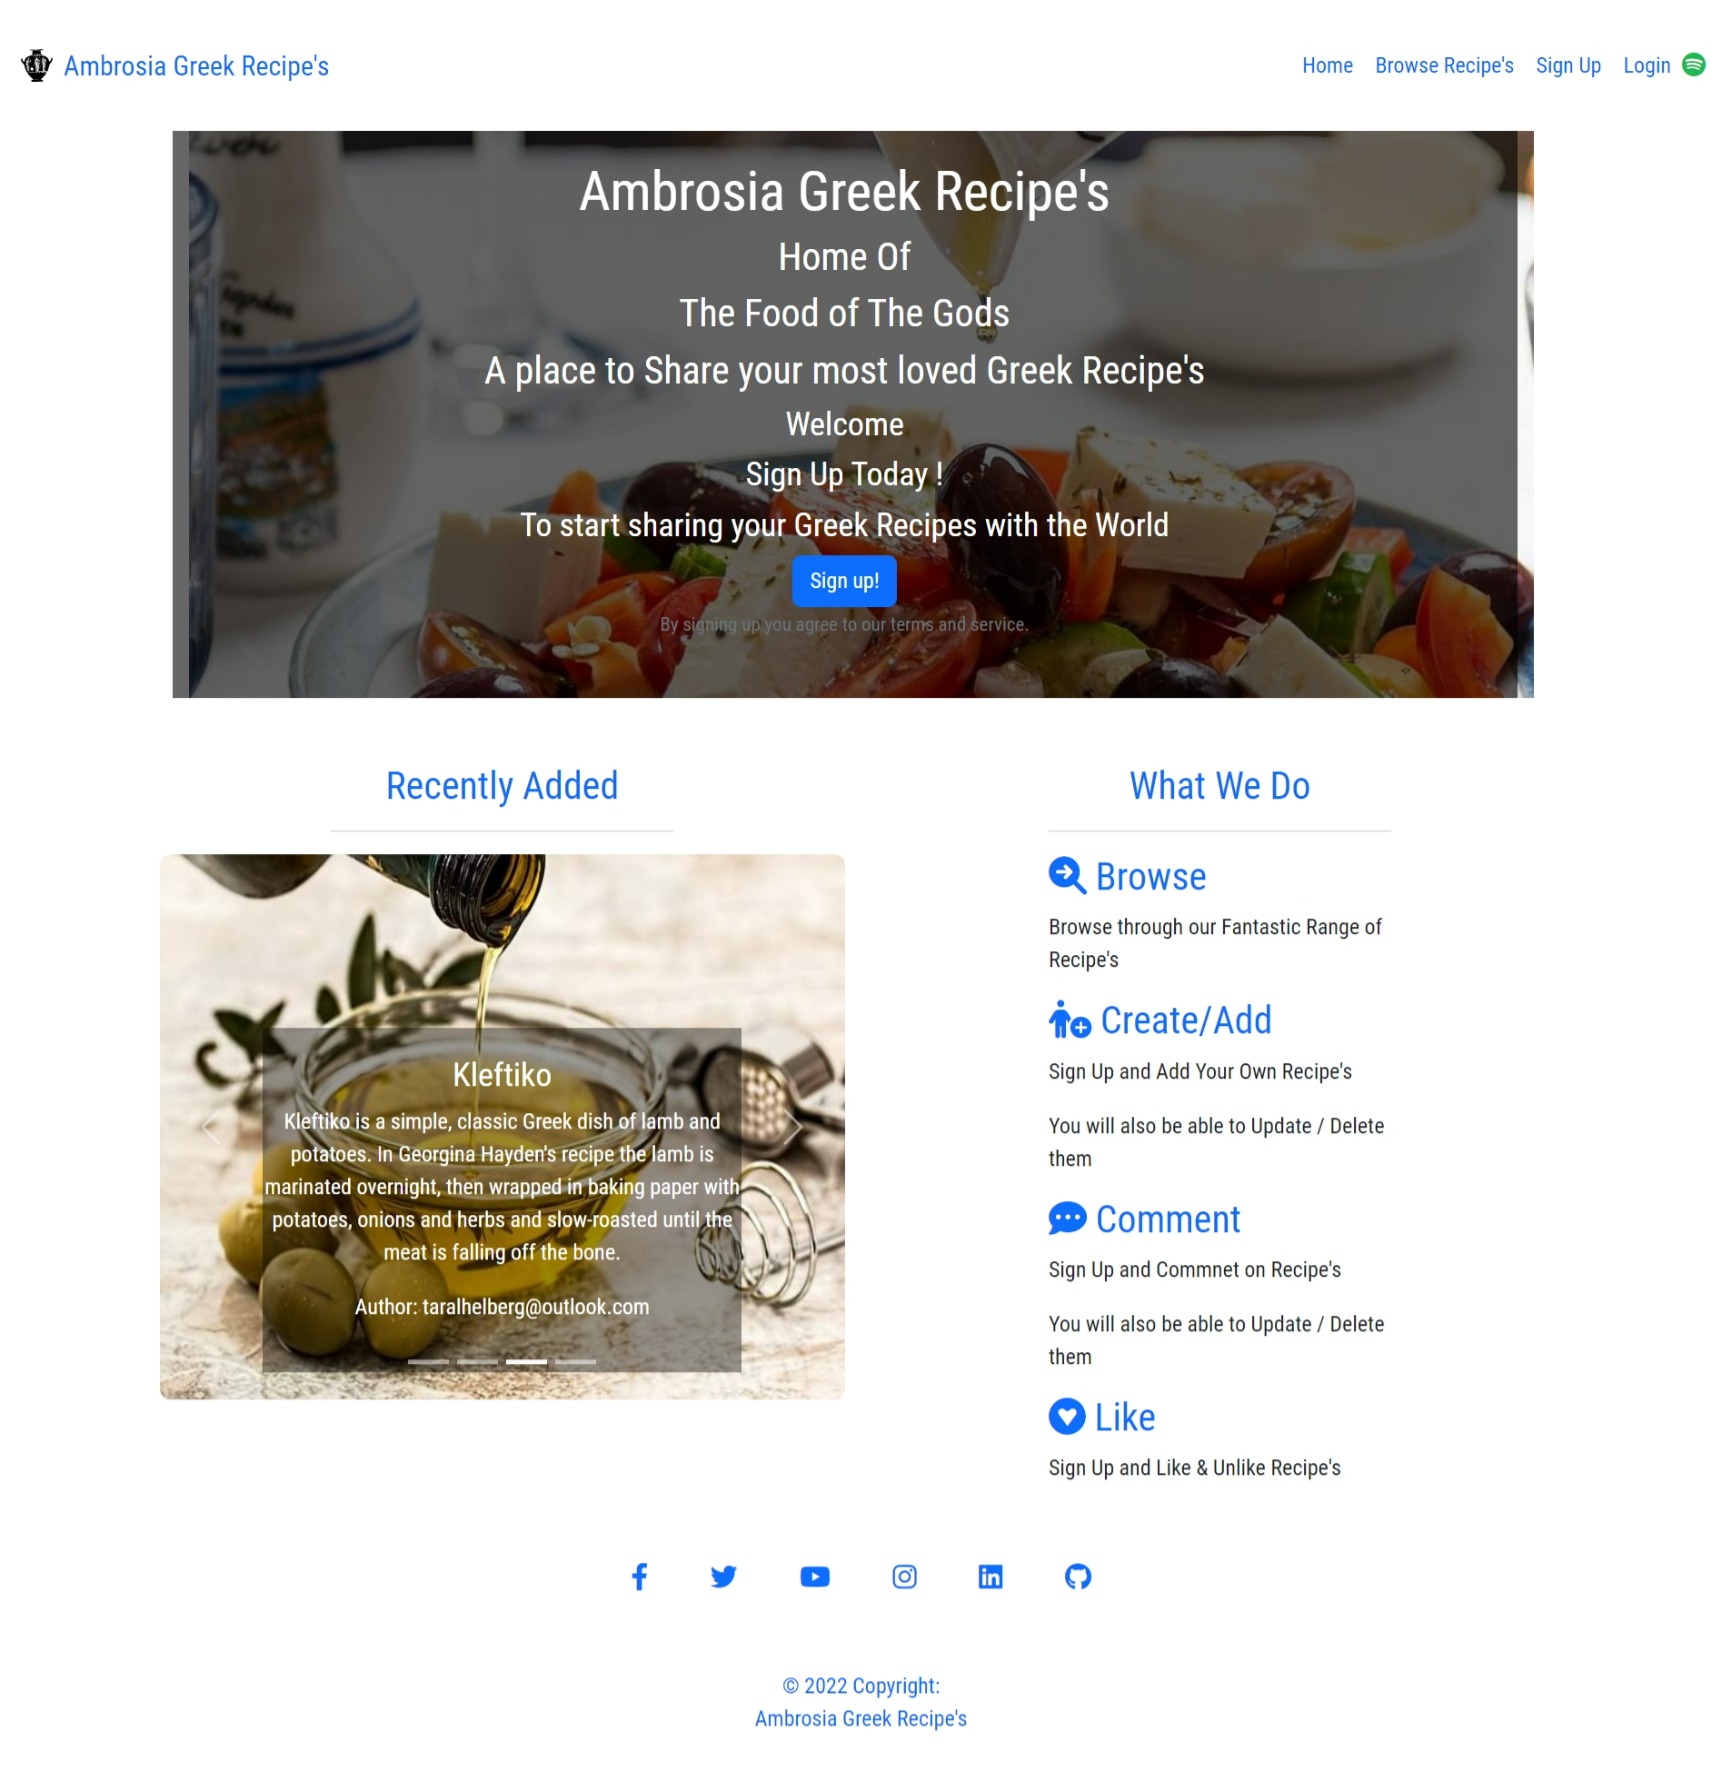 Ambrosia Greek Recipe's
Home Browse Recipe's Sign Up Login
Ambrosia Greek Recipe's
Home Of
The Food of The Gods
A place to Share your most loved Greek Recipe's
Welcome
Sign Up Today !
To start sharing your Greek Recipes with the World
Sign up!
By signing up you agree to our terms and service.
Recently Added
Kleftiko
Kleftiko is a simple, classic Greek dish of lamb and
potatoes. In Georgina Hayden's recipe the lamb is
marinated overnight, then wrapped in baking paper with
potatoes, onions and herbs and slow-roasted until the
meat is falling off the bone.
Author: taralhelberg@outlook.com
What We Do
Browse
Browse through our Fantastic Range of
Recipe's
Create/Add
Sign Up and Add Your Own Recipe's
You will also be able to Update / Delete
them
Comment
Sign Up and Commnet on Recipe's
You will also be able to Update / Delete
them
Like
Sign Up and Like & Unlike Recipe's
© 2022 Copyright:
Ambrosia Greek Recipe's